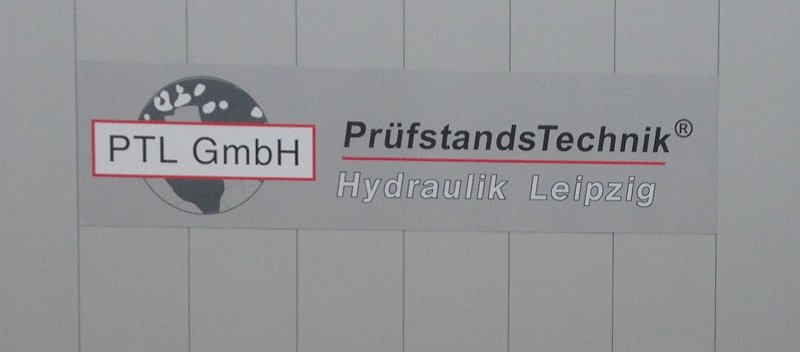 PTL GmbH
PrüfstandsTechnik®
Hydraulik Leipzig